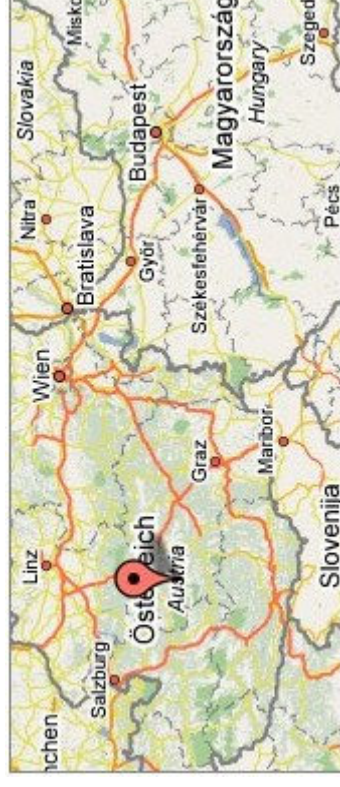 Linz
Nitra
Slovakia
Wien
nchen
Misko
Bratislava
Salzburg
Budapest
Österreich
Győr
Austria
Graz
Székesfehérvár
Magyarország
Hungary
Maribor
Szeged
Slovenija
Pécs